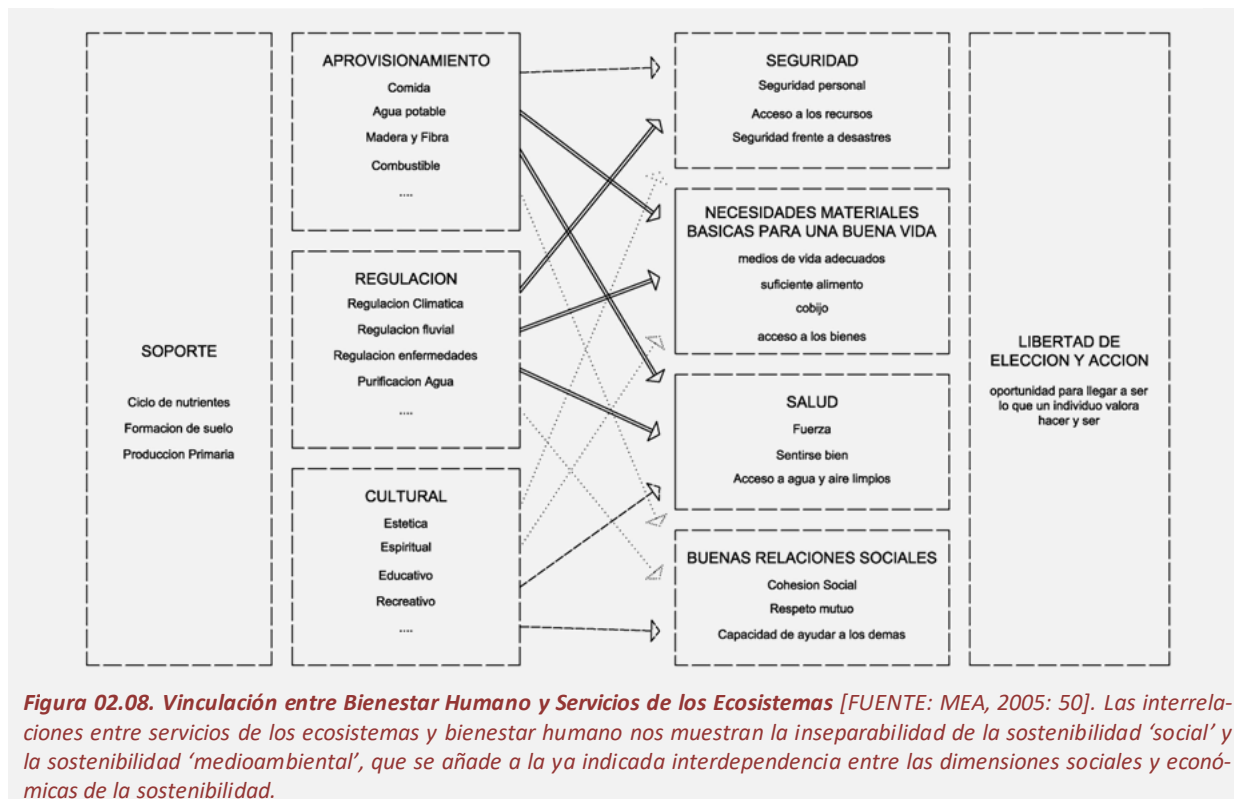 SOPORTE
Ciclo de nutrientes
Formacion de suelo
Produccion Primaria
APROVISIONAMIENTO
Comida
Agua potable
Madera y Fibra
Combustible
....
REGULACION
Regulacion Climatica
Regulacion fluvial
Regulacion enfermedades
Purificacion Agua
....
CULTURAL
Estetica
Espiritual
Educativo
Recreativo
....
SEGURIDAD
Seguridad personal
Acceso a los recursos
Seguridad frente a desastres
NECESIDADES MATERIALES
BASICAS PARA UNA BUENA VIDA
medios de vida adecuados
suficiente alimento
cobijo
acceso a los bienes
SALUD
Fuerza
Sentirse bien
Acceso a agua y aire limpios
BUENAS RELACIONES SOCIALES
Cohesion Social
Respeto mutuo
Capacidad de ayudar a los demas
LIBERTAD DE
ELECCION Y ACCION
oportunidad para llegar a ser
lo que un individuo valora
hacer y ser
Figura 02.08. Vinculación entre Bienestar Humano y Servicios de los Ecosistemas [FUENTE: MEA, 2005: 50]. Las interrela-
ciones entre servicios de los ecosistemas y bienestar humano nos muestran la inseparabilidad de la sostenibilidad ‘social’ y
la sostenibilidad ‘medioambiental’, que se añade a la ya indicada interdependencia entre las dimensiones sociales y econó-
micas de la sostenibilidad.